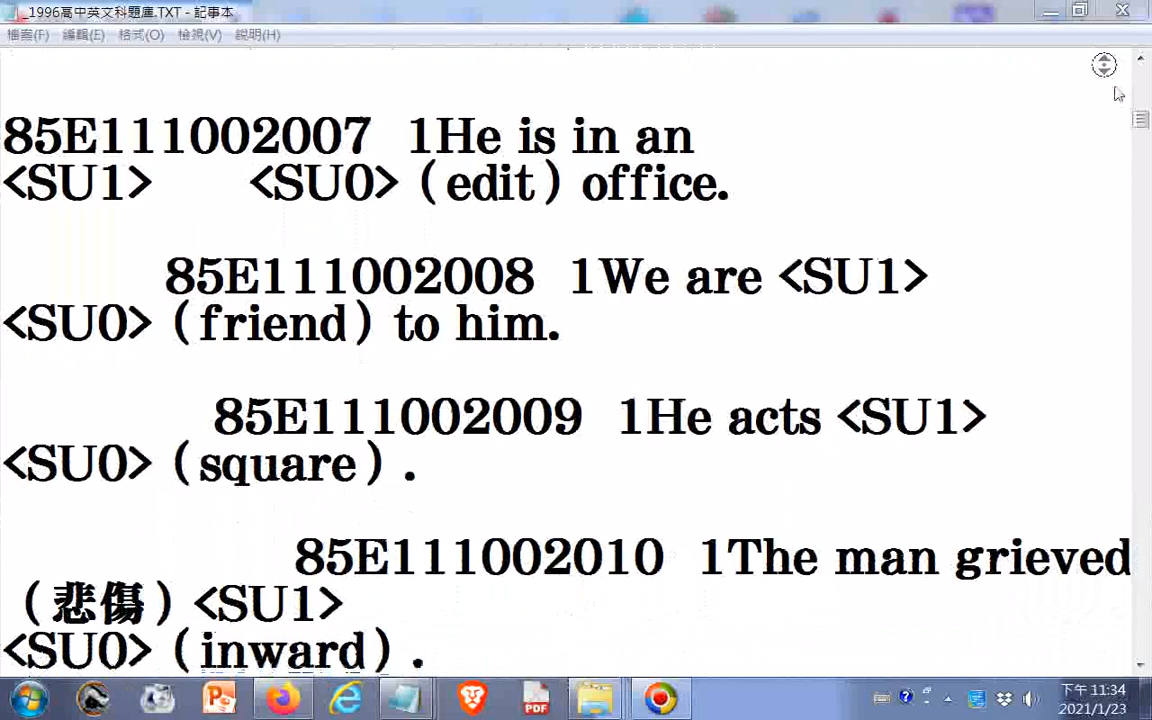 _1996高中英文科題庫.TXT - 記事本
檔案(F) 編輯(E) 格式(O) 檢視(V) 說明(H)
85E111002007 1He is in an
<SU1> <SU0>（edit）office.
85E111002008 1We are <SU1>
<SU0>（friend）to him.
85E111002009 1He acts <SU1>
<SU0>（square）.
85E111002010 1The man grieved
（悲傷）<SU1>
<SU0>（inward）.
PDF
下午 11:34
2021/1/23